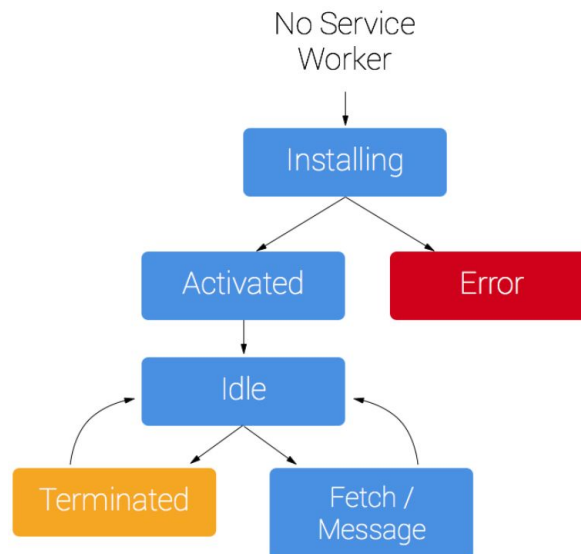 No Service
Worker
Installing
Activated
Error
Idle
Terminated
Fetch /
Message